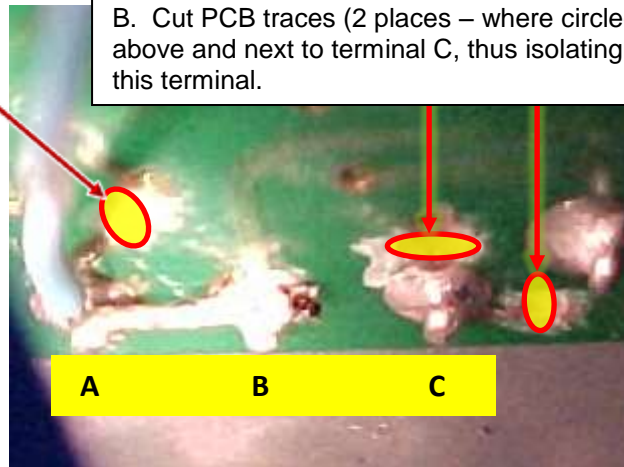 B. Cut PCB traces (2 places – where circle
above and next to terminal C, thus isolating
this terminal.
A B C